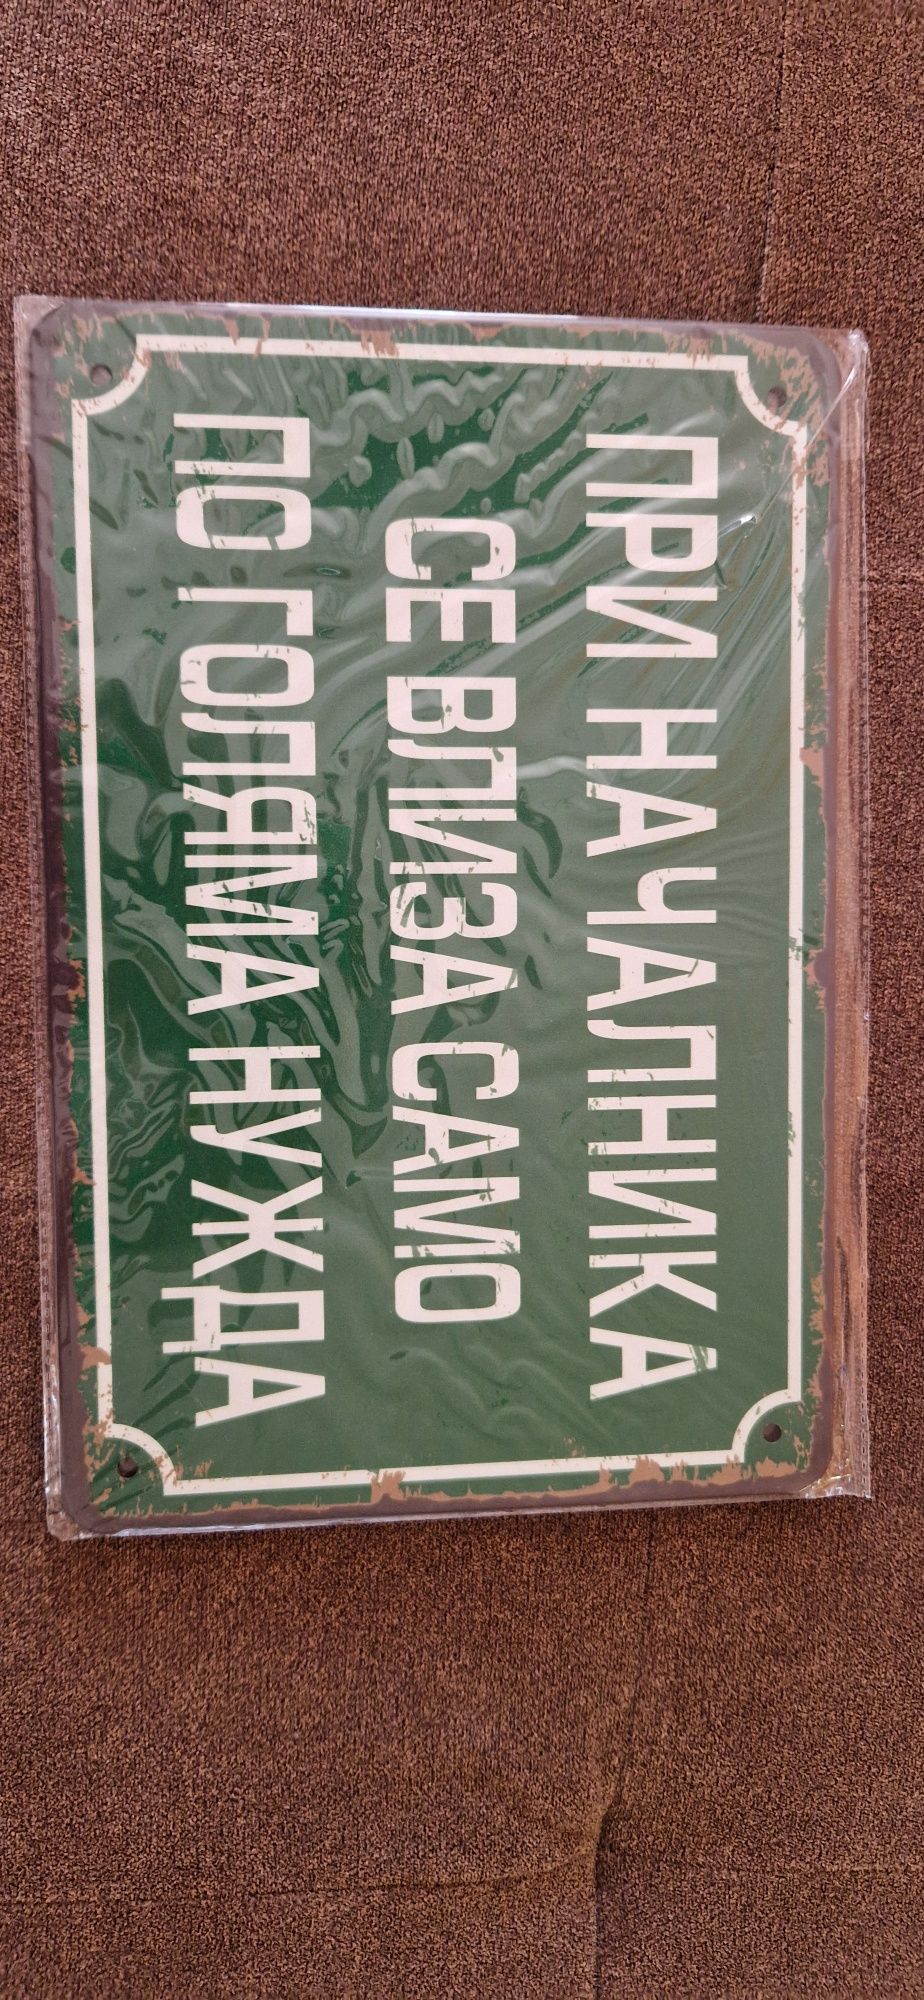 ПРИ НАЧАЛНИКА
СЕ ВЛИЗА САМО
ПО ГОЛЯМА НУЖДА